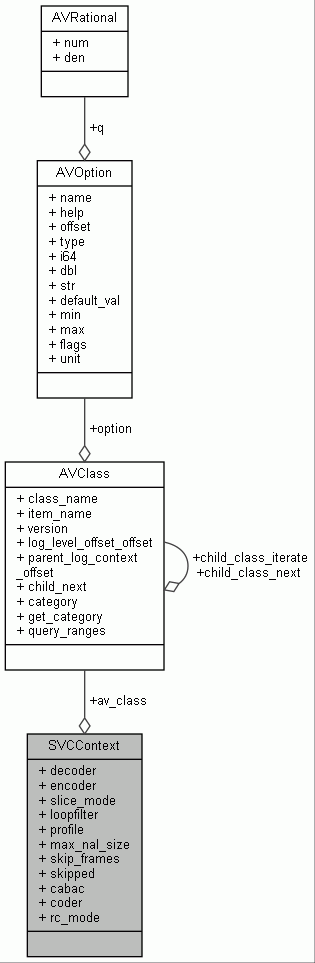 AVRational
+ num
+ den
+q
AVOption
+ name
+ help
+ offset
+ type
+ i64
+ dbl
+ str
+ default_val
+ min
+ max
+ flags
+ unit
+option
AVClass
+ class_name
+ item_name
+ version
+ log_level_offset_offset
+ parent_log_context
_offset
+ child_next
+ category
+ get_category
+ query_ranges
+child_class_iterate
+child_class_next
+av_class
SVCContext
+ decoder
+ encoder
+ slice_mode
+ loopfilter
+ profile
+ max_nal_size
+ skip_frames
+ skipped
+ cabac
+ coder
+ rc_mode